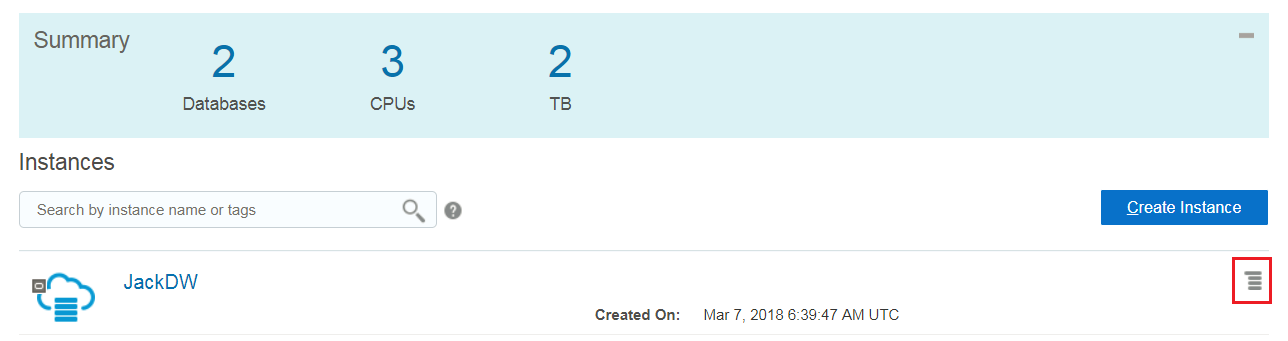 Summary
2 3 2
Databases CPUs TB
Instances
Search by instance name or tags
?
Create Instance
JackDW
Created On: Mar 7, 2018 6:39:47 AM UTC